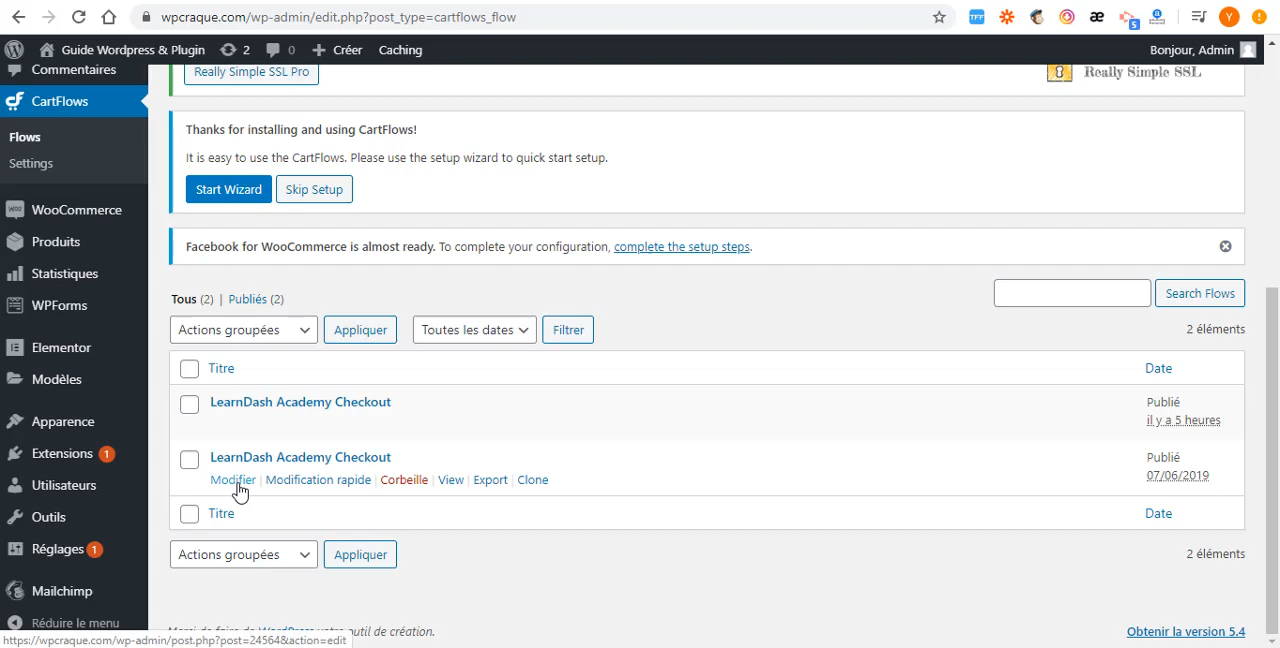 wpcraque.com/wp-admin/edit.php?post_type=cartflows_flow
TFF
5
æ
Y
Guide Wordpress & Plugin 2 0 Créer Caching
Bonjour, Admin
Commentaires
CartFlows
Flows
Settings
WooCommerce
Produits
Statistiques
WPForms
Elementor
Modèles
Apparence
Extensions 1
Utilisateurs
Outils
Réglages 1
Mailchimp
Réduire le menu
Really Simple SSL Pro
Really Simple SSL
Thanks for installing and using CartFlows!
It is easy to use the CartFlows. Please use the setup wizard to quick start setup.
Start Wizard Skip Setup
Facebook for WooCommerce is almost ready. To complete your configuration, complete the setup steps.
Tous (2) | Publiés (2)
Search Flows
Actions groupées Appliquer Toutes les dates Filtrer
2 éléments
Titre Date
LearnDash Academy Checkout
Publié
il y a 5 heures
LearnDash Academy Checkout
Modifier | Modification rapide | Corbeille | View | Export | Clone
Publié
07/06/2019
Titre Date
Actions groupées Appliquer
2 éléments
Merci de faire de WordPress votre outil de création.
Obtenir la version 5.4
https://wpcraque.com/wp-admin/post.php?post=24564&action=edit